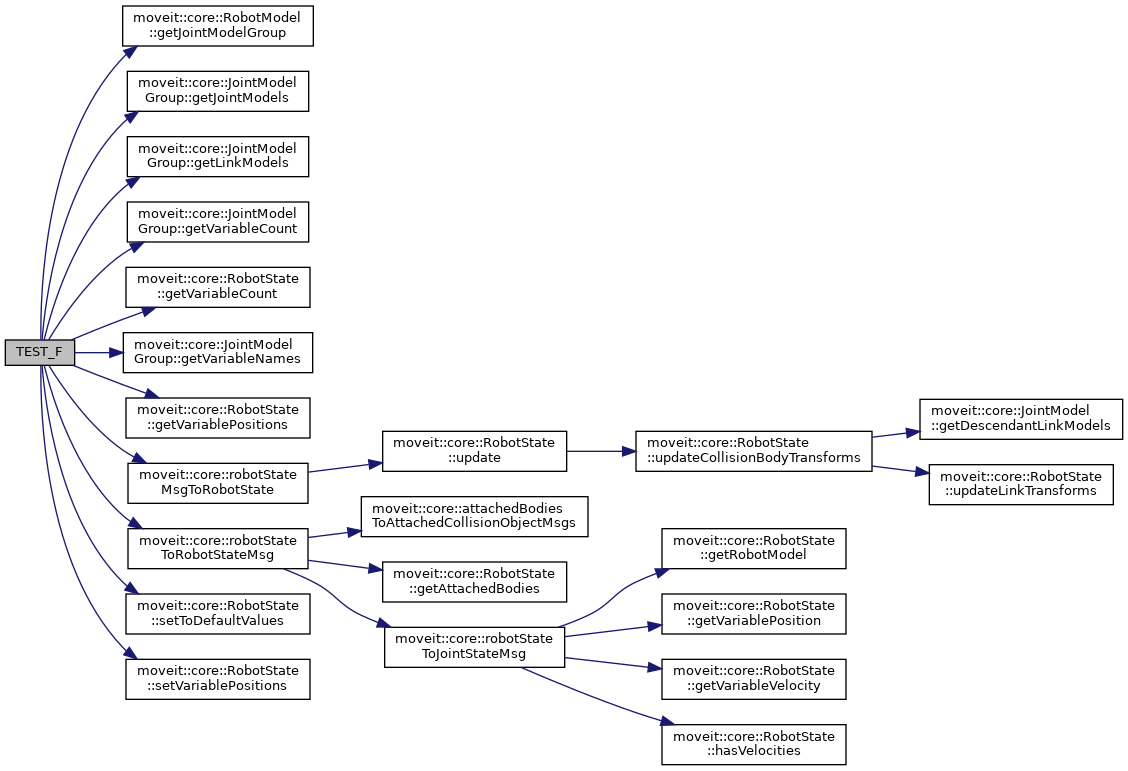 TEST_F
moveit::core::RobotModel
::getJointModelGroup
moveit::core::JointModel
Group::getJointModels
moveit::core::JointModel
Group::getLinkModels
moveit::core::JointModel
Group::getVariableCount
moveit::core::RobotState
::getVariableCount
moveit::core::JointModel
Group::getVariableNames
moveit::core::RobotState
::getVariablePositions
moveit::core::robotState
MsgToRobotState
moveit::core::robotState
ToRobotStateMsg
moveit::core::RobotState
::setToDefaultValues
moveit::core::RobotState
::setVariablePositions
moveit::core::RobotState
::update
moveit::core::attachedBodies
ToAttachedCollisionObjectMsgs
moveit::core::RobotState
::getAttachedBodies
moveit::core::robotState
ToJointStateMsg
moveit::core::RobotState
::updateCollisionBodyTransforms
moveit::core::RobotState
::getRobotModel
moveit::core::RobotState
::getVariablePosition
moveit::core::RobotState
::getVariableVelocity
moveit::core::RobotState
::hasVelocities
moveit::core::JointModel
::getDescendantLinkModels
moveit::core::RobotState
::updateLinkTransforms